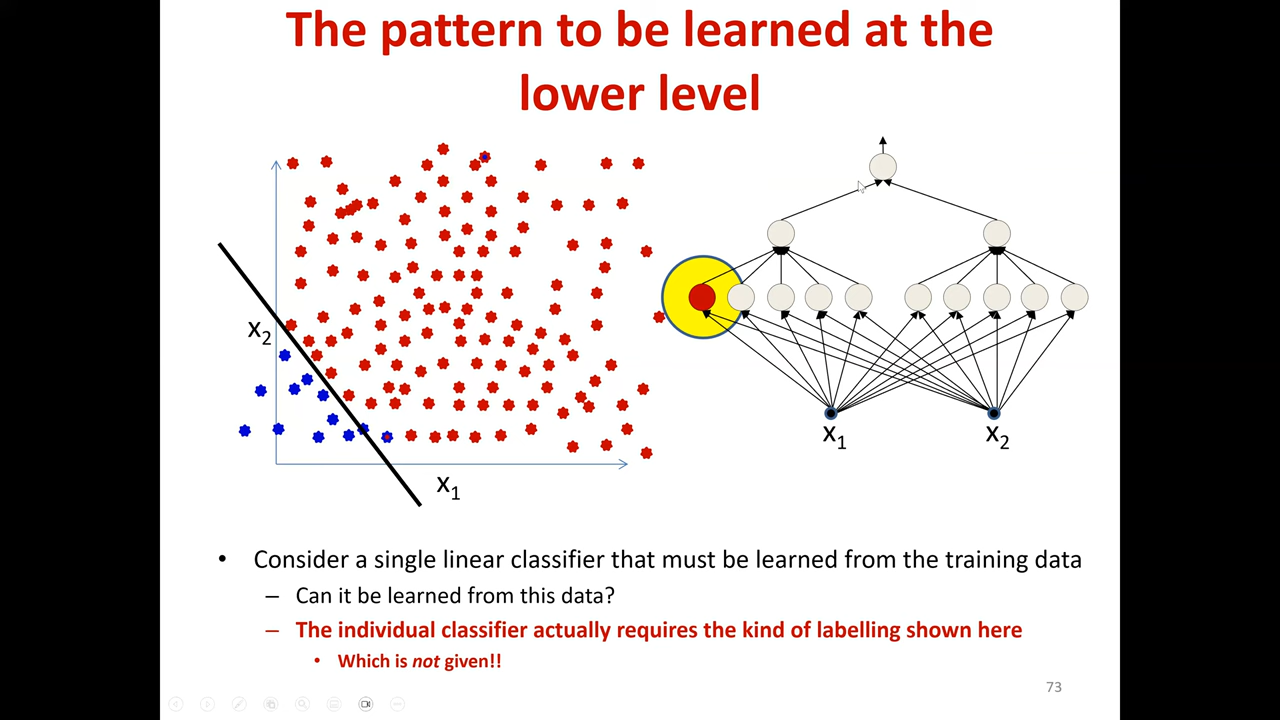 The pattern to be learned at the
lower level
x2
x1
x1
x2
• Consider a single linear classifier that must be learned from the training data
– Can it be learned from this data?
– The individual classifier actually requires the kind of labelling shown here
• Which is not given!!
73